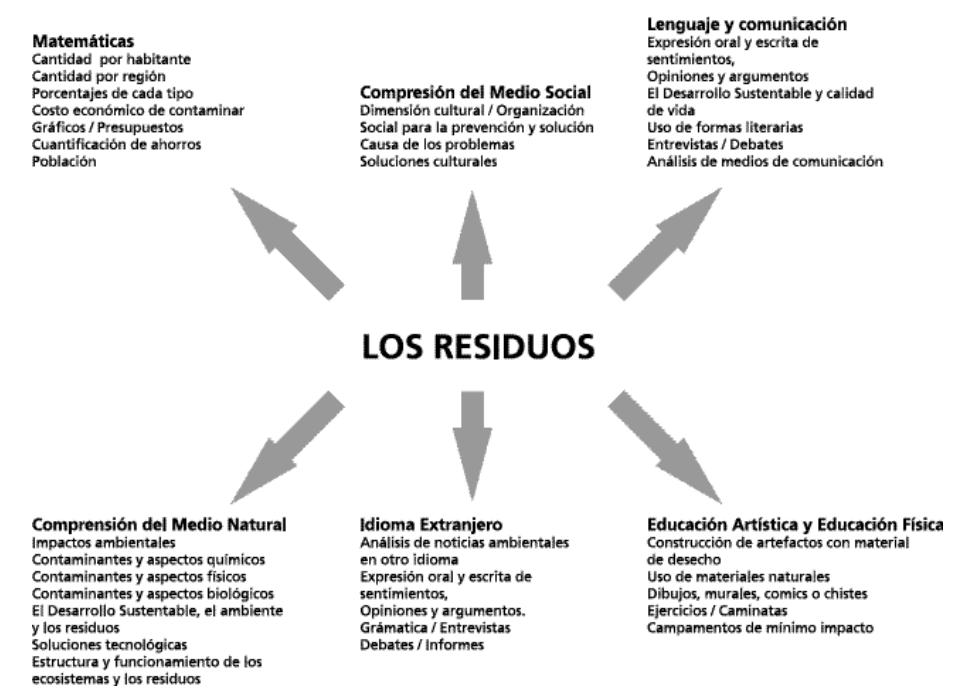 Matemáticas
Cantidad por habitante
Cantidad por región
Porcentajes de cada tipo
Costo económico de contaminar
Gráficos / Presupuestos
Cuantificación de ahorros
Población
Compresión del Medio Social
Dimensión cultural / Organización
Social para la prevención y solución
Causa de los problemas
Soluciones culturales
Lenguaje y comunicación
Expresión oral y escrita de
sentimientos,
Opiniones y argumentos
El Desarrollo Sustentable y calidad
de vida
Uso de formas literarias
Entrevistas / Debates
Análisis de medios de comunicación
LOS RESIDUOS
Comprensión del Medio Natural
Impactos ambientales
Contaminantes y aspectos químicos
Contaminantes y aspectos físicos
Contaminantes y aspectos biológicos
El Desarrollo Sustentable, el ambiente
y los residuos
Soluciones tecnológicas
Estructura y funcionamiento de los
ecosistemas y los residuos
Idioma Extranjero
Análisis de noticias ambientales
en otro idioma
Expresión oral y escrita de
sentimientos,
Opiniones y argumentos.
Grámatica / Entrevistas
Debates / Informes
Educación Artística y Educación Física
Construcción de artefactos con material
de desecho
Uso de materiales naturales
Dibujos, murales, comics o chistes
Ejercicios / Caminatas
Campamentos de mínimo impacto